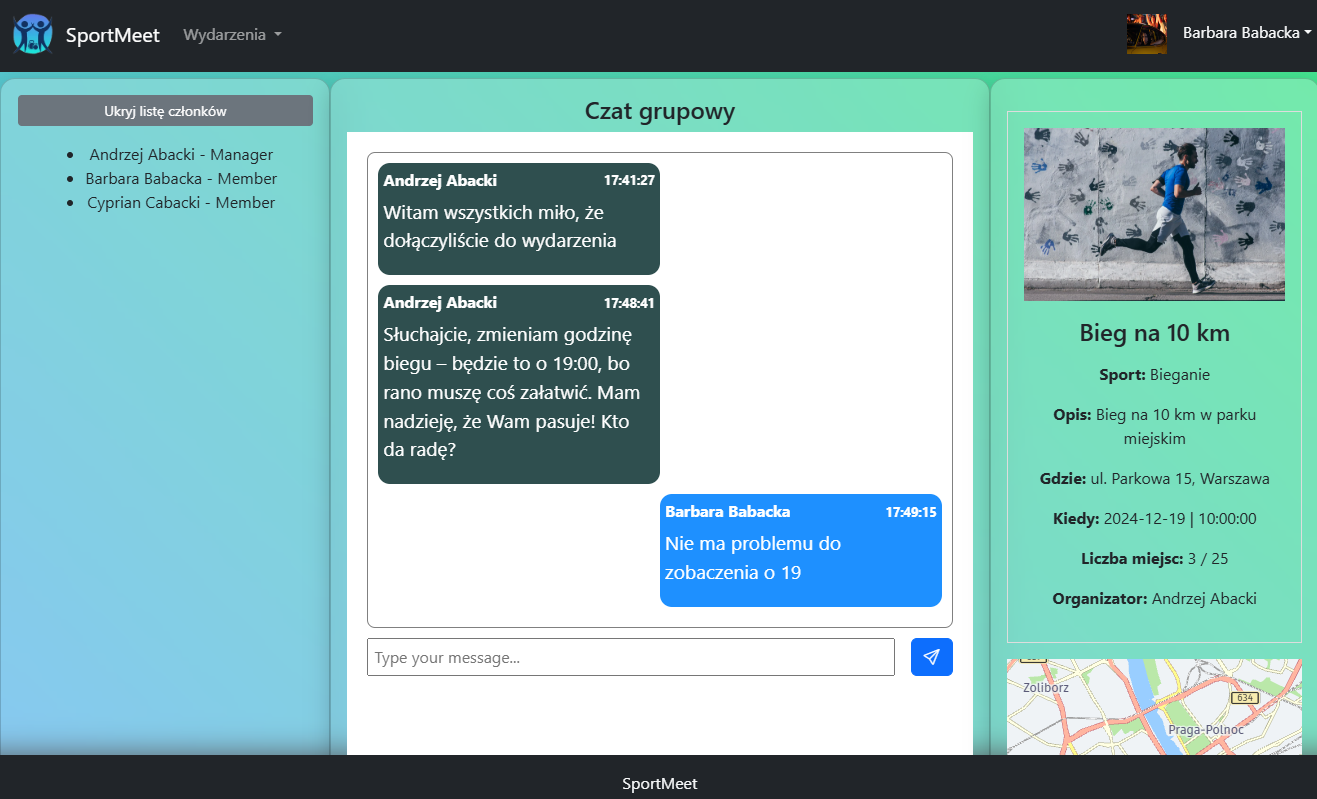 SportMeet
Wydarzenia
Barbara Babacka
Ukryj listę członków
Andrzej Abacki - Manager
Barbara Babacka - Member
Cyprian Cabacki - Member
Czat grupowy
Andrzej Abacki 17:41:27
Witam wszystkich miło, że
dołączyliście do wydarzenia
Andrzej Abacki 17:48:41
Słuchajcie, zmieniam godzinę
biegu – będzie to o 19:00, bo
rano muszę coś załatwić. Mam
nadzieję, że Wam pasuje! Kto
da radę?
Barbara Babacka 17:49:15
Nie ma problemu do
zobaczenia o 19
Type your message...
Bieg na 10 km
Sport: Bieganie
Opis: Bieg na 10 km w parku
miejskim
Gdzie: ul. Parkowa 15, Warszawa
Kiedy: 2024-12-19 | 10:00:00
Liczba miejsc: 3 / 25
Organizator: Andrzej Abacki
Zoliborz
634
Praga-Polnoc
SportMeet